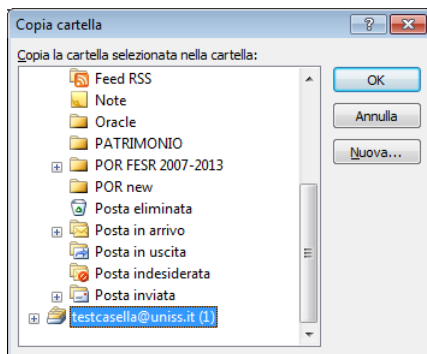 Copia cartella
Copia la cartella selezionata nella cartella:
Feed RSS
OK
Note
Oracle
Annulla
PATRIMONIO
POR FESR 2007-2013
Nuova...
POR new
Posta eliminata
Posta in arrivo
Posta in uscita
Posta indesiderata
Posta inviata
testcasella@uniss.it (1)